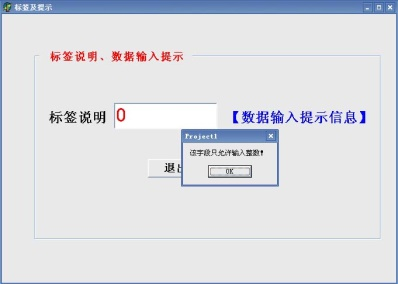 标签及提示
标签说明、数据输入提示
标签说明 0 【数据输入提示信息】
Project1
该字段只允许输入整数!
OK
退出